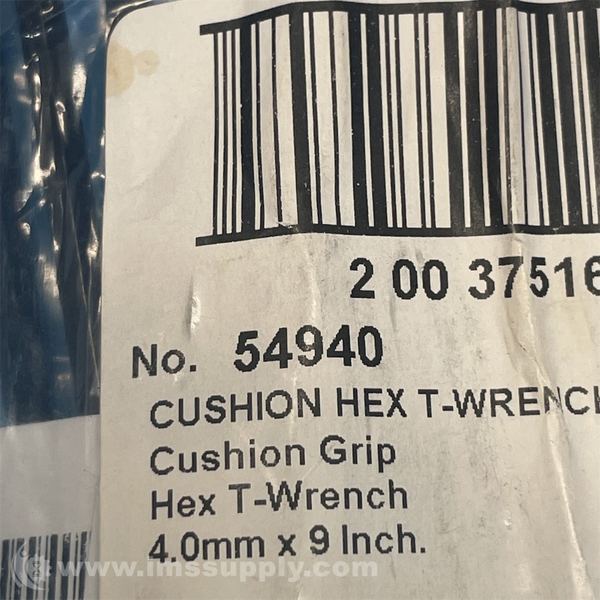 2 00 37516
No. 54940
CUSHION HEX T-WRENCH
Cushion Grip
Hex T-Wrench
4.0mm x 9 Inch.
www.imssupply.com